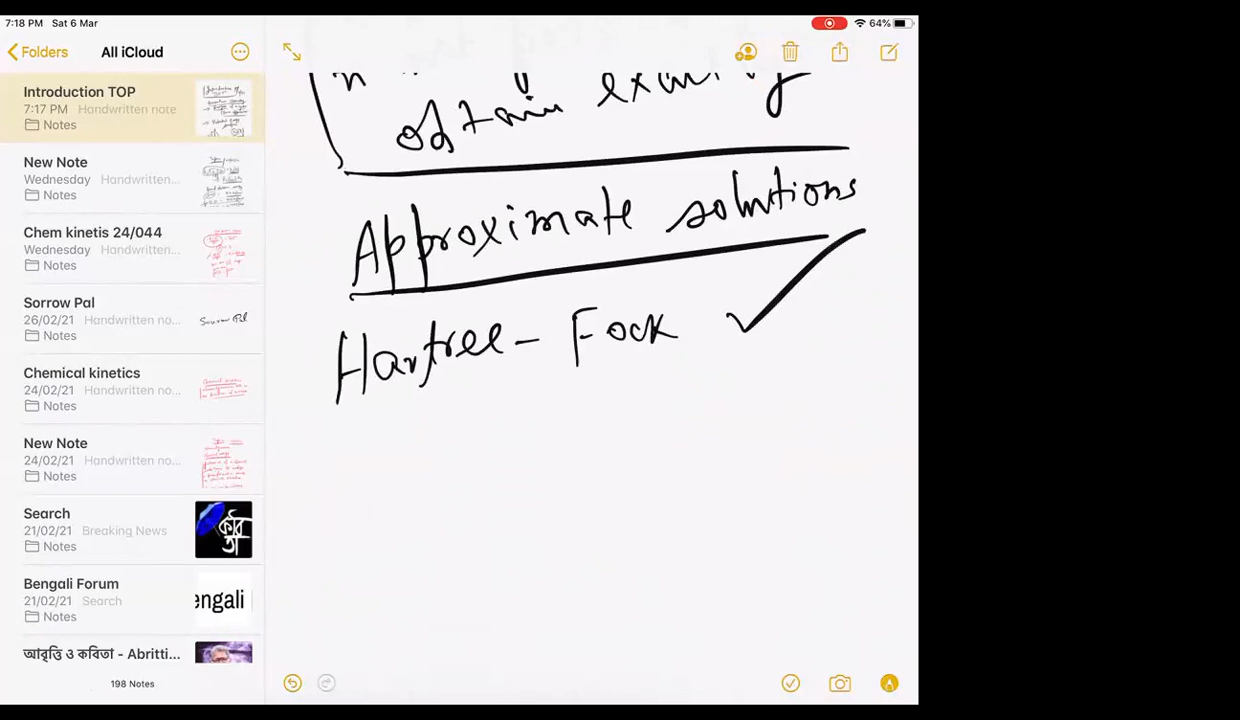 7:18 PM Sat 6 Mar
64%
Folders
All iCloud
Introduction TOP
7:17 PM Handwritten note
Notes
New Note
Wednesday Handwritten...
Notes
Chem kinetis 24/044
Wednesday Handwritten...
Notes
Sorrow Pal
26/02/21 Handwritten no...
Notes
Chemical kinetics
24/02/21 Handwritten no...
Notes
New Note
24/02/21 Handwritten no...
Notes
Search
21/02/21 Breaking News
Notes
Bengali Forum
21/02/21 Search
Notes
engali
আবৃত্তি ও কবিতা - Abritti...
198 Notes
obtain
Approximate solutions
Hartree - Fock